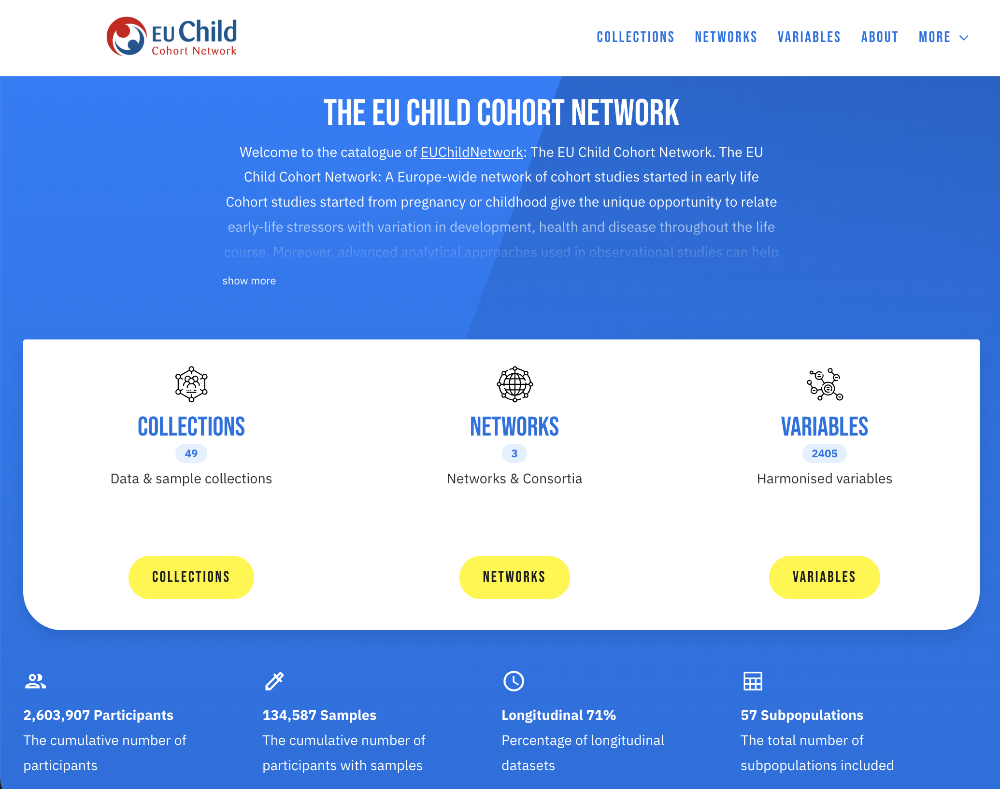 EU Child
Cohort Network
COLLECTIONS NETWORKS VARIABLES ABOUT MORE
THE EU CHILD COHORT NETWORK
Welcome to the catalogue of EUChildNetwork: The EU Child Cohort Network. The EU
Child Cohort Network: A Europe-wide network of cohort studies started in early life
Cohort studies started from pregnancy or childhood give the unique opportunity to relate
early-life stressors with variation in development, health and disease throughout the life
course. Moreover, advanced analytical approaches used in observational studies can help
show more
COLLECTIONS
49
Data & sample collections
COLLECTIONS
NETWORKS
3
Networks & Consortia
NETWORKS
VARIABLES
2405
Harmonised variables
VARIABLES
2,603,907 Participants
The cumulative number of
participants
134,587 Samples
The cumulative number of
participants with samples
Longitudinal 71%
Percentage of longitudinal
datasets
57 Subpopulations
The total number of
subpopulations included